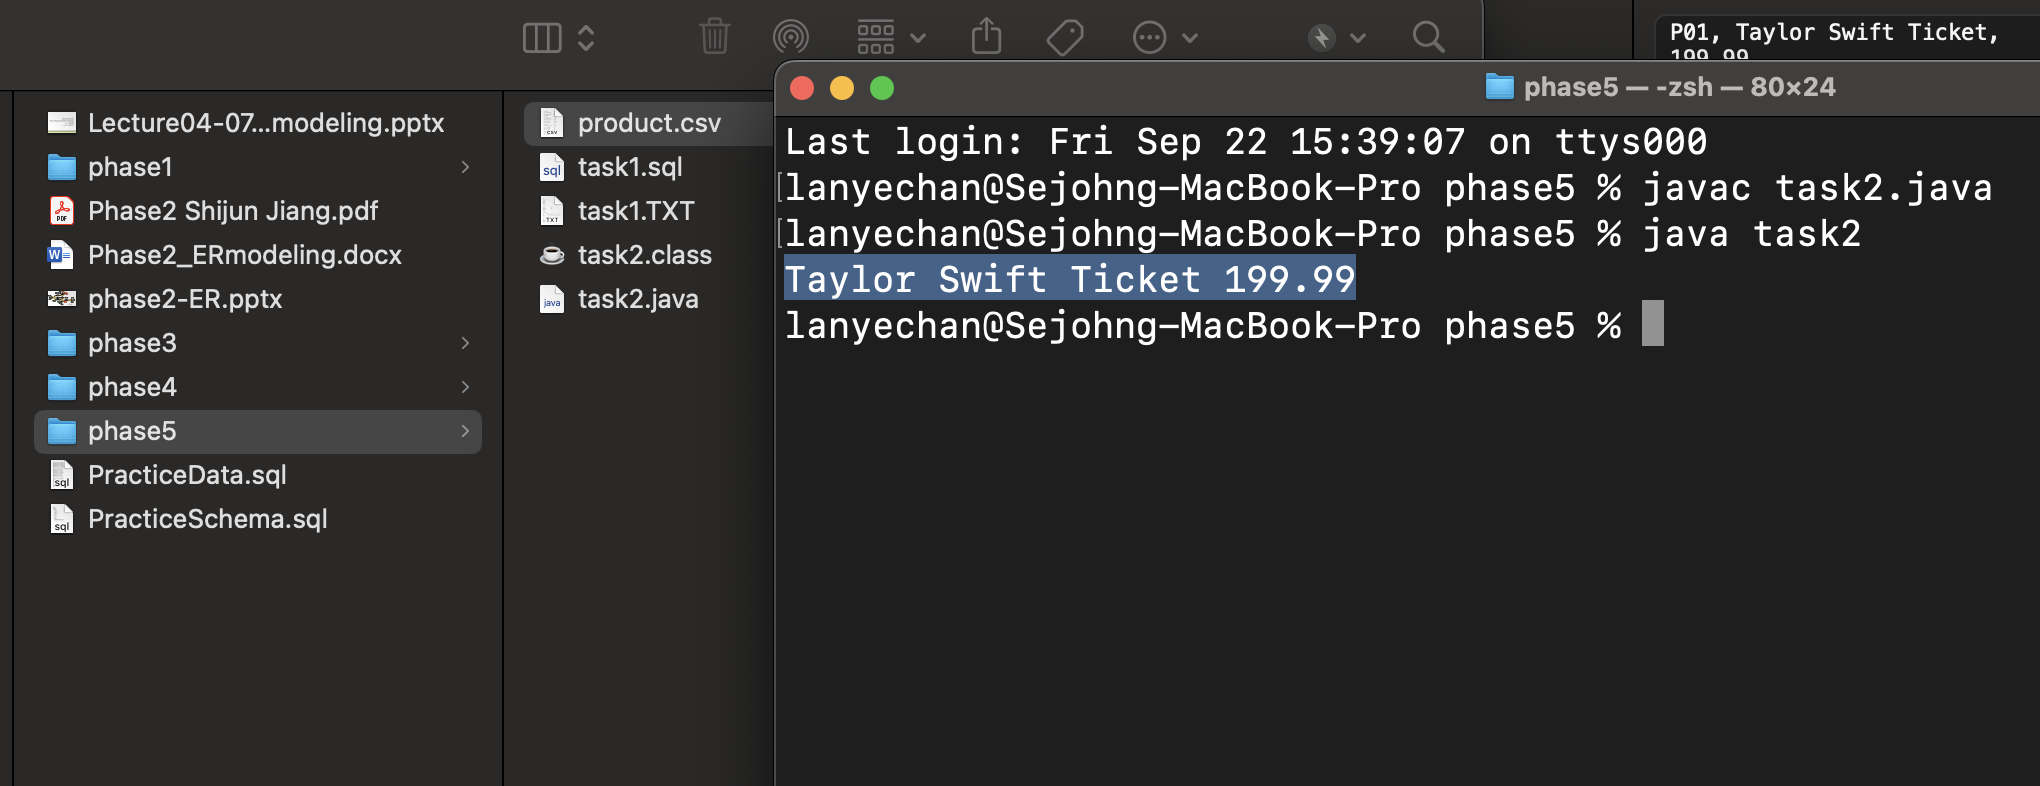 Lecture04-07...modeling.pptx
phase1
Phase2 Shijun Jiang.pdf
Phase2_ERmodeling.docx
phase2-ER.pptx
phase3
phase4
phase5
PracticeData.sql
PracticeSchema.sql
product.csv
task1.sql
task1.TXT
task2.class
task2.java
P01, Taylor Swift Ticket,
199.99
phase5 — -zsh — 80×24
Last login: Fri Sep 22 15:39:07 on ttys000
lanyechan@Sejohng-MacBook-Pro phase5 % javac task2.java
lanyechan@Sejohng-MacBook-Pro phase5 % java task2
Taylor Swift Ticket 199.99
lanyechan@Sejohng-MacBook-Pro phase5 %